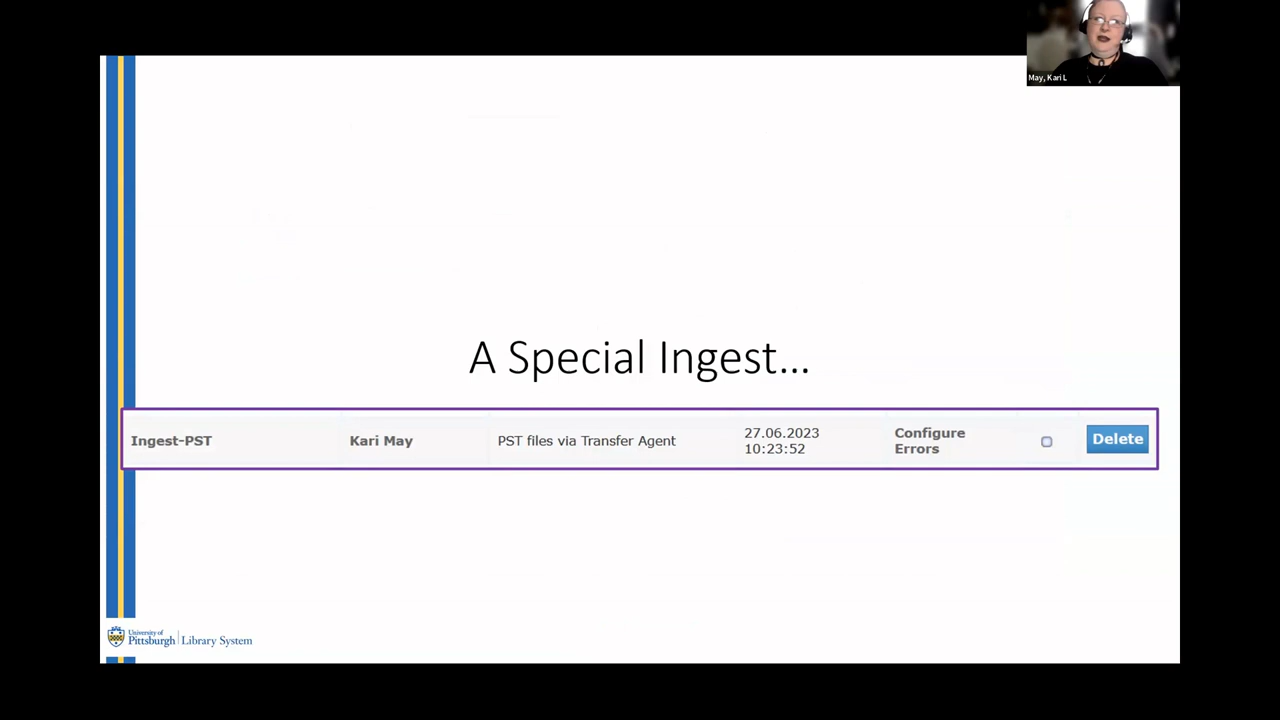 May, Kari L
A Special Ingest...
Ingest-PST Kari May PST files via Transfer Agent 27.06.2023 Configure Delete
10:23:52 Errors
University of
Pittsburgh Library System